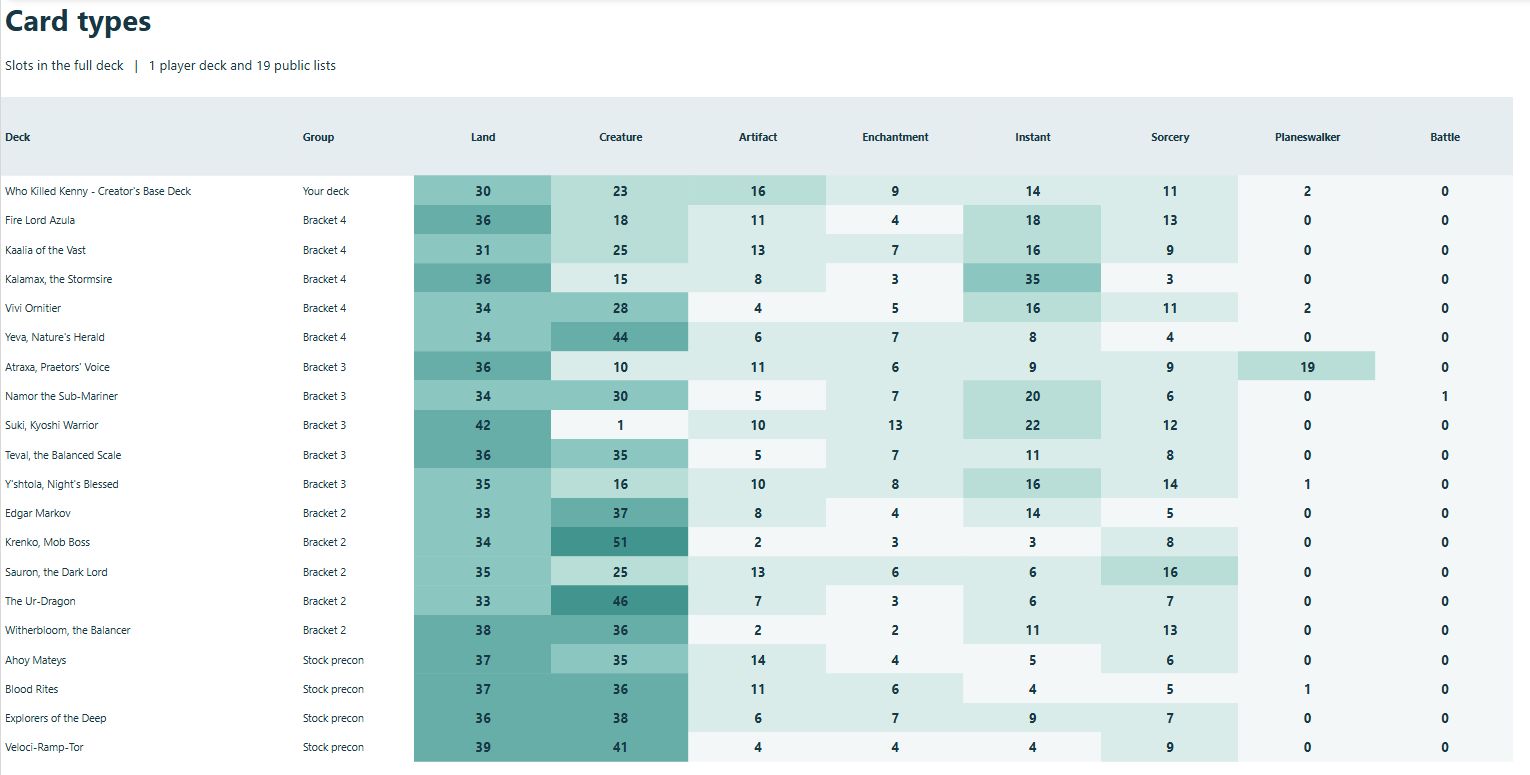 Card types
Slots in the full deck | 1 player deck and 19 public lists
Deck Group Land Creature Artifact Enchantment Instant Sorcery Planeswalker Battle
Who Killed Kenny - Creator's Base Deck Your deck 30 23 16 9 14 11 2 0
Fire Lord Azula Bracket 4 36 18 11 4 18 13 0 0
Kaalia of the Vast Bracket 4 31 25 13 7 16 9 0 0
Kalamax, the Stormsire Bracket 4 36 15 8 3 35 3 0 0
Vivi Ornitier Bracket 4 34 28 4 5 16 11 2 0
Yeva, Nature's Herald Bracket 4 34 44 6 7 8 4 0 0
Atraxa, Praetors' Voice Bracket 3 36 10 11 6 9 9 19 0
Namor the Sub-Mariner Bracket 3 34 30 5 7 20 6 0 1
Suki, Kyoshi Warrior Bracket 3 42 1 10 13 22 12 0 0
Teval, the Balanced Scale Bracket 3 36 35 5 7 11 8 0 0
Y'shtola, Night's Blessed Bracket 3 35 16 10 8 16 14 1 0
Edgar Markov Bracket 2 33 37 8 4 14 5 0 0
Krenko, Mob Boss Bracket 2 34 51 2 3 3 8 0 0
Sauron, the Dark Lord Bracket 2 35 25 13 6 6 16 0 0
The Ur-Dragon Bracket 2 33 46 7 3 6 7 0 0
Witherbloom, the Balancer Bracket 2 38 36 2 2 11 13 0 0
Ahoy Mateys Stock precon 37 35 14 4 5 6 0 0
Blood Rites Stock precon 37 36 11 6 4 5 1 0
Explorers of the Deep Stock precon 36 38 6 7 9 7 0 0
Veloci-Ramp-Tor Stock precon 39 41 4 4 4 9 0 0